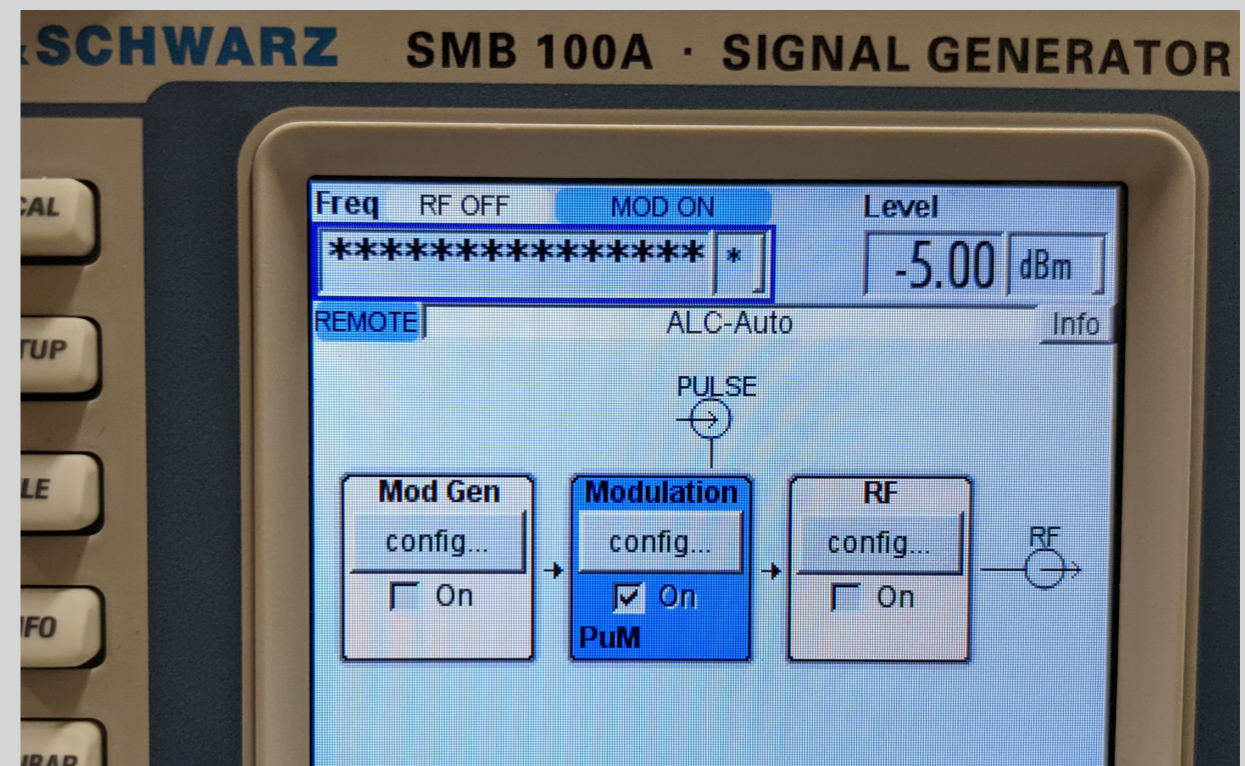 &SCHWARZ SMB 100A · SIGNAL GENERATOR
Freq RF OFF MOD ON Level
*************** * -5.00 dBm
REMOTE ALC-Auto Info
PULSE
Mod Gen Modulation RF
config... config... config... RF
On On On
PuM
CAL
TUP
LE
FO